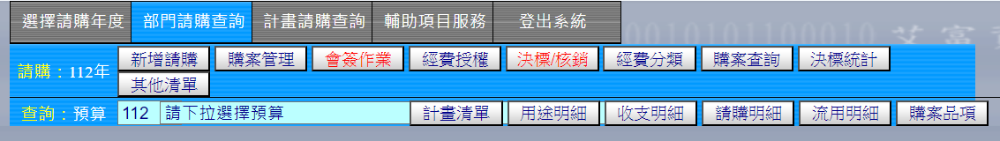 選擇請購年度 部門請購查詢 計畫請購查詢 輔助項目服務 登出系統
艾富
請購：112年 新增請購 購案管理 會簽作業 經費授權 決標/核銷 經費分類 購案查詢 決標統計
其他清單
查詢：預算 112 請下拉選擇預算 計畫清單 用途明細 收支明細 請購明細 流用明細 購案品項